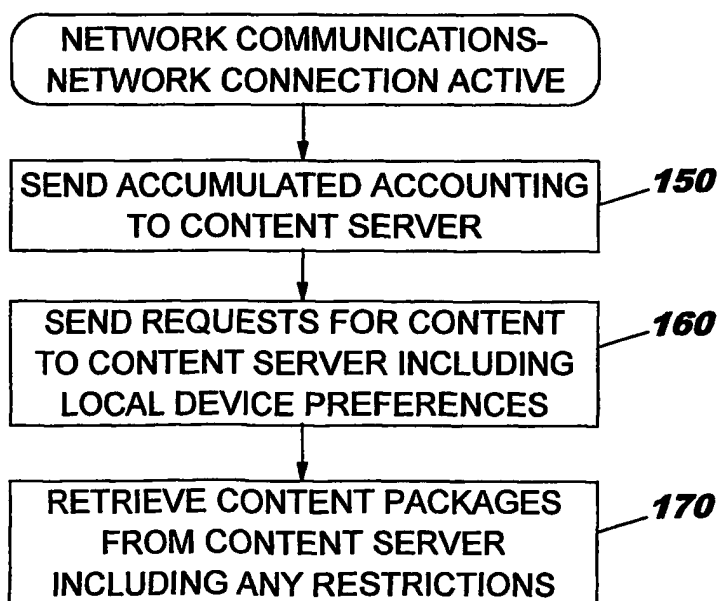 NETWORK COMMUNICATIONS-
NETWORK CONNECTION ACTIVE
SEND ACCUMULATED ACCOUNTING
TO CONTENT SERVER
150
SEND REQUESTS FOR CONTENT
TO CONTENT SERVER INCLUDING
LOCAL DEVICE PREFERENCES
160
RETRIEVE CONTENT PACKAGES
FROM CONTENT SERVER
INCLUDING ANY RESTRICTIONS
170